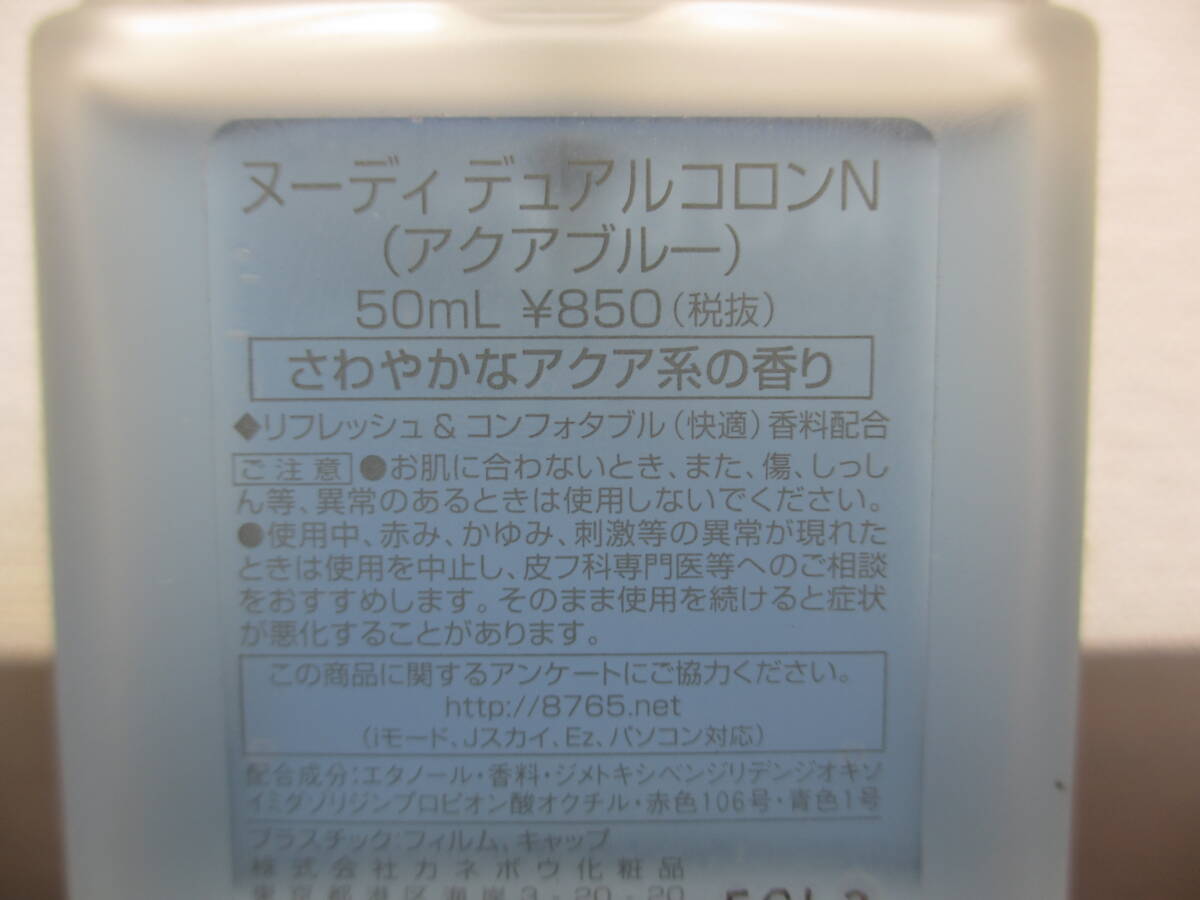 ヌーディ デュアルコロンN
(アクアブルー)
50mL ¥850(税抜)
さわやかなアクア系の香り
◆リフレッシュ & コンフォタブル(快適)香料配合
ご注意 ●お肌に合わないとき、また、傷、しっし
ん等、異常のあるときは使用しないでください。
●使用中、赤み、かゆみ、刺激等の異常が現れた
ときは使用を中止し、皮フ科専門医等へのご相談
をおすすめします。そのまま使用を続けると症状
が悪化することがあります。
この商品に関するアンケートにご協力ください。
http://8765.net
(iモード、Jスカイ、Ez、パソコン対応)
配合成分:エタノール・香料・ジメトキシベンジリデンジオキソ
イミダゾリジンプロピオン酸オクチル・赤色106号・青色1号
プラスチック:フィルム、キャップ
株式会社カネボウ化粧品
東京都港区海岸3-20-20